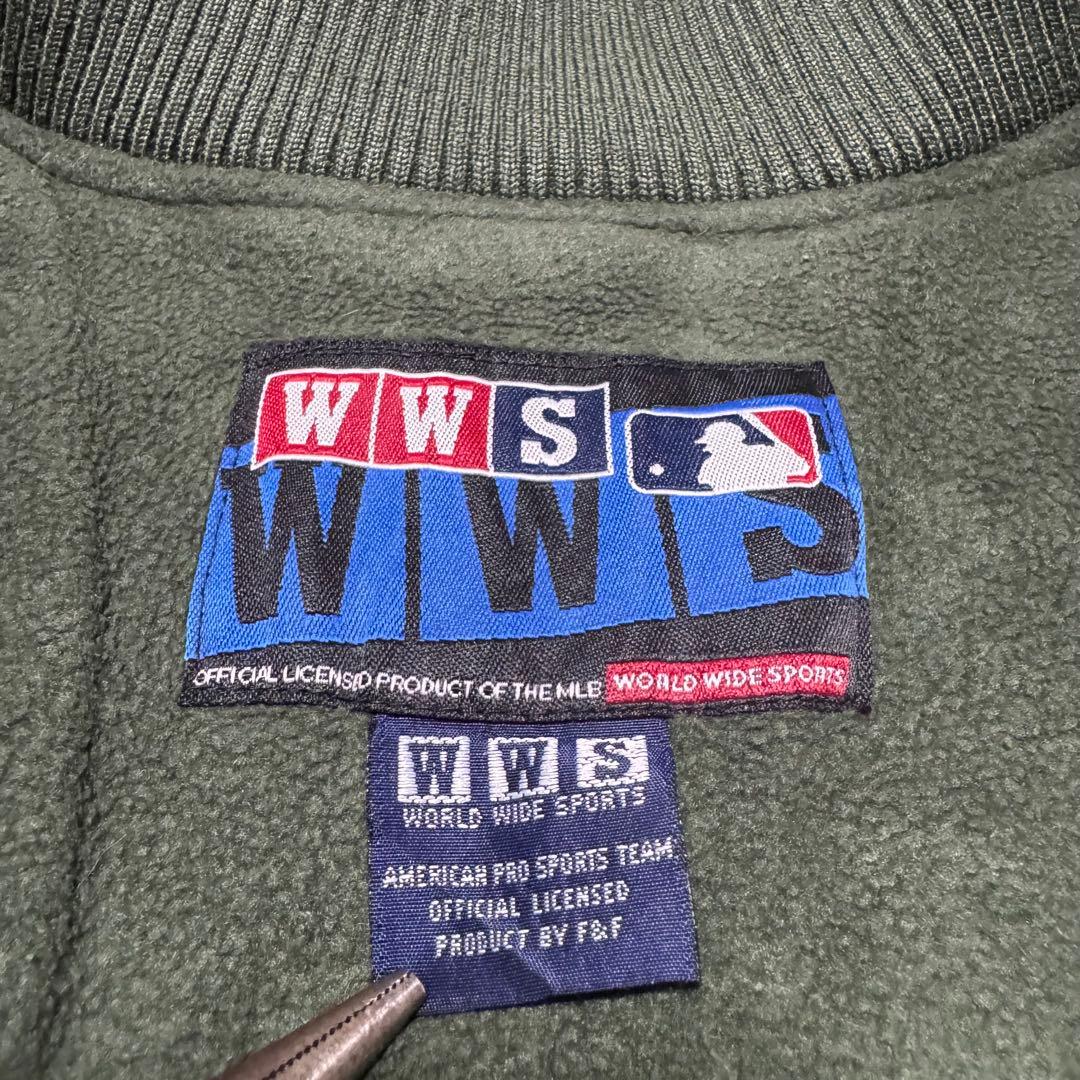 WWS
WWS
OFFICIAL LICENSED PRODUCT OF THE MLB WORLD WIDE SPORTS
WWS
WORLD WIDE SPORTS
AMERICAN PRO SPORTS TEAM
OFFICIAL LICENSED
PRODUCT BY F&F